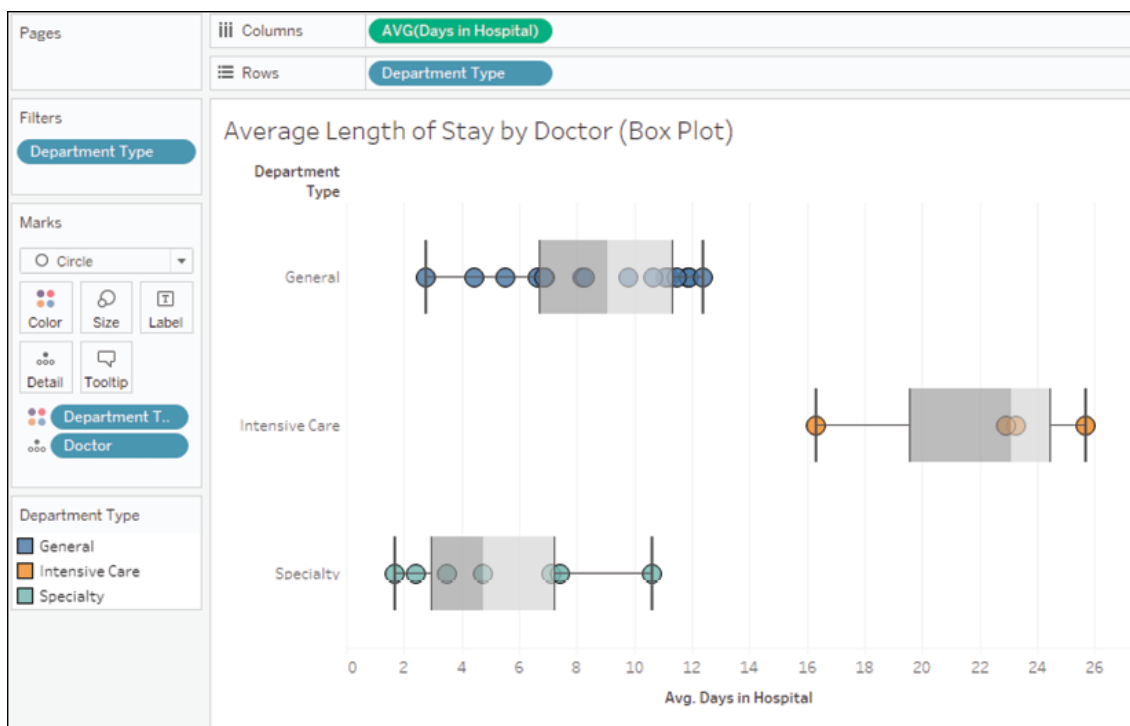 Pages
Columns
AVG(Days in Hospital)
Rows
Department Type
Filters
Department Type
Marks
Circle
Color
Size
Label
Detail
Tooltip
Department T..
Doctor
Department Type
General
Intensive Care
Specialty
Average Length of Stay by Doctor (Box Plot)
Department
Type
General
Intensive Care
Specialty
0 2 4 6 8 10 12 14 16 18 20 22 24 26
Avg. Days in Hospital